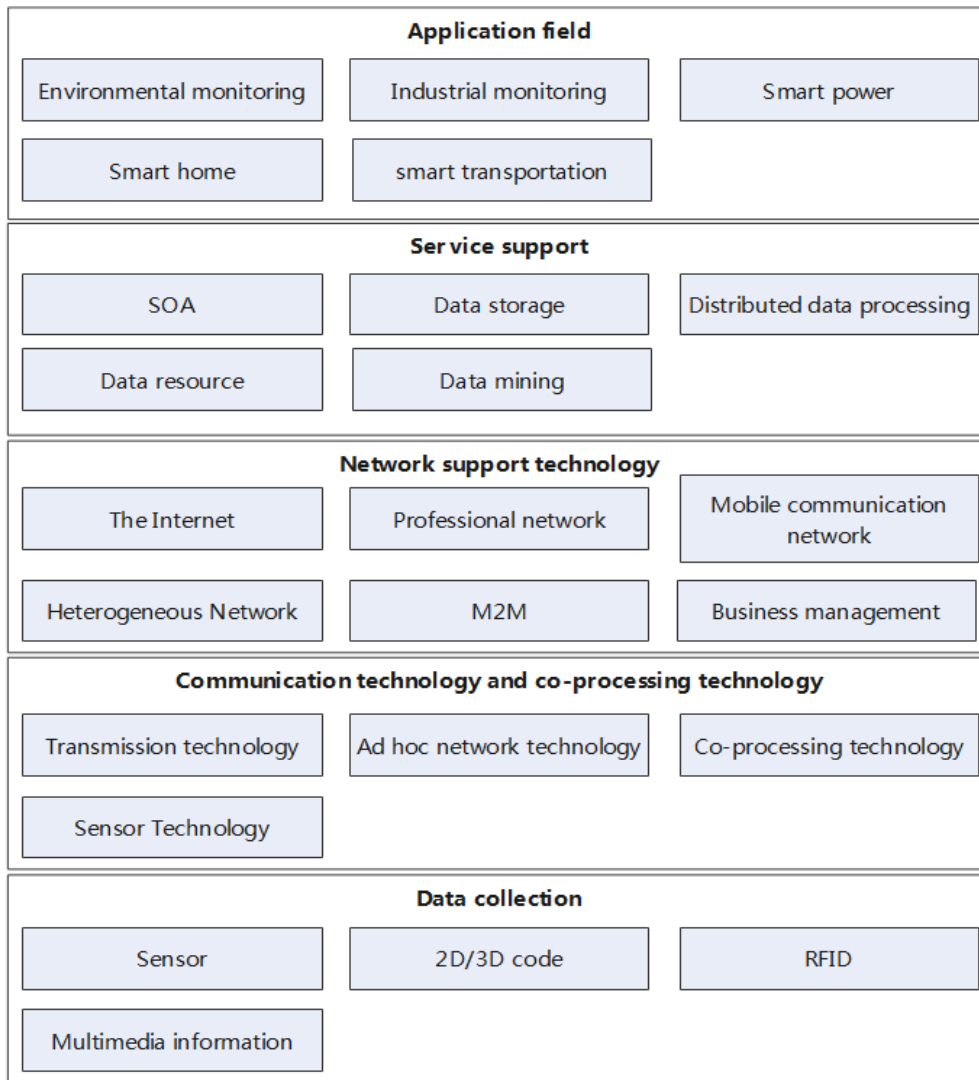 Application field
Environmental monitoring
Industrial monitoring
Smart power
Smart home
smart transportation
Service support
SOA
Data storage
Distributed data processing
Data resource
Data mining
Network support technology
The Internet
Professional network
Mobile communication
network
Heterogeneous Network
M2M
Business management
Communication technology and co-processing technology
Transmission technology
Ad hoc network technology
Co-processing technology
Sensor Technology
Data collection
Sensor
2D/3D code
RFID
Multimedia information